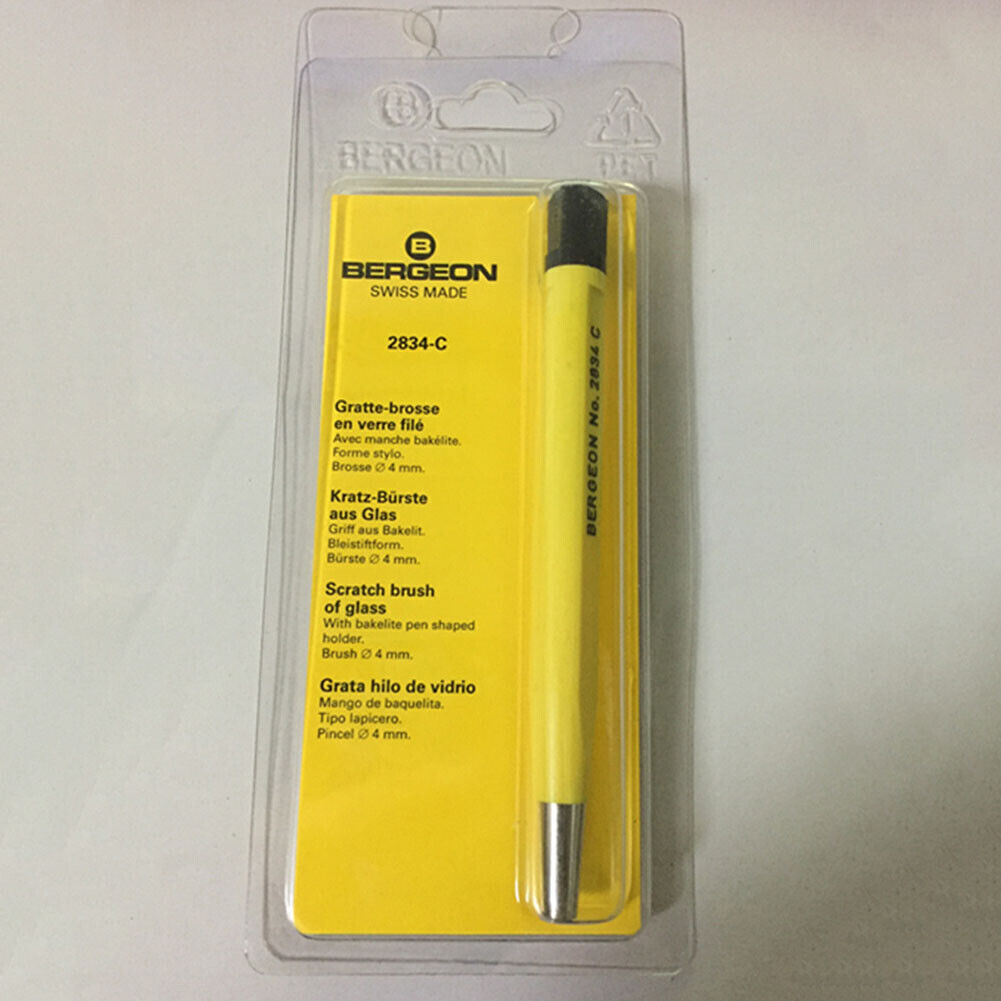 B
BERGEON
1
PET
B
BERGEON
SWISS MADE
2834-C
Gratte-brosse
en verre filé
Avec manche bakélite.
Forme stylo.
Brosse ∅ 4 mm.
Kratz-Bürste
aus Glas
Griff aus Bakelit.
Bleistiftform.
Bürste ∅ 4 mm.
Scratch brush
of glass
With bakelite pen shaped
holder.
Brush ∅ 4 mm.
Grata hilo de vidrio
Mango de baquelita.
Tipo lapicero.
Pincel ∅ 4 mm.
BERGEON No. 2834 C